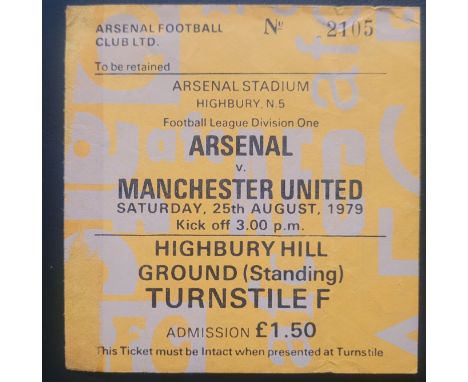 ARSENAL FOOTBALL
CLUB LTD.
Nº 2105
To be retained
ARSENAL STADIUM
HIGHBURY, N.5
Football League Division One
ARSENAL
v.
MANCHESTER UNITED
SATURDAY, 25th AUGUST, 1979
Kick off 3.00 p.m.
HIGHBURY HILL
GROUND (Standing)
TURNSTILE F
ADMISSION £1.50
This Ticket must be Intact when presented at Turnstile